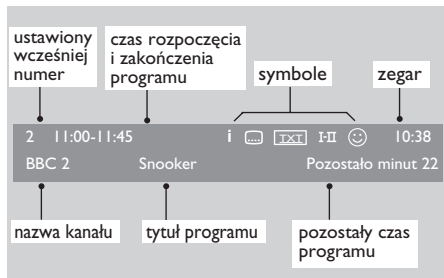 ustawiony
wcześniej
numer
czas rozpoczęcia
i zakończenia
programu
symbole
zegar
2 11:00-11:45 i TXT I-II 10:38
BBC 2 Snooker Pozostało minut 22
nazwa kanału
tytuł programu
pozostały czas
programu